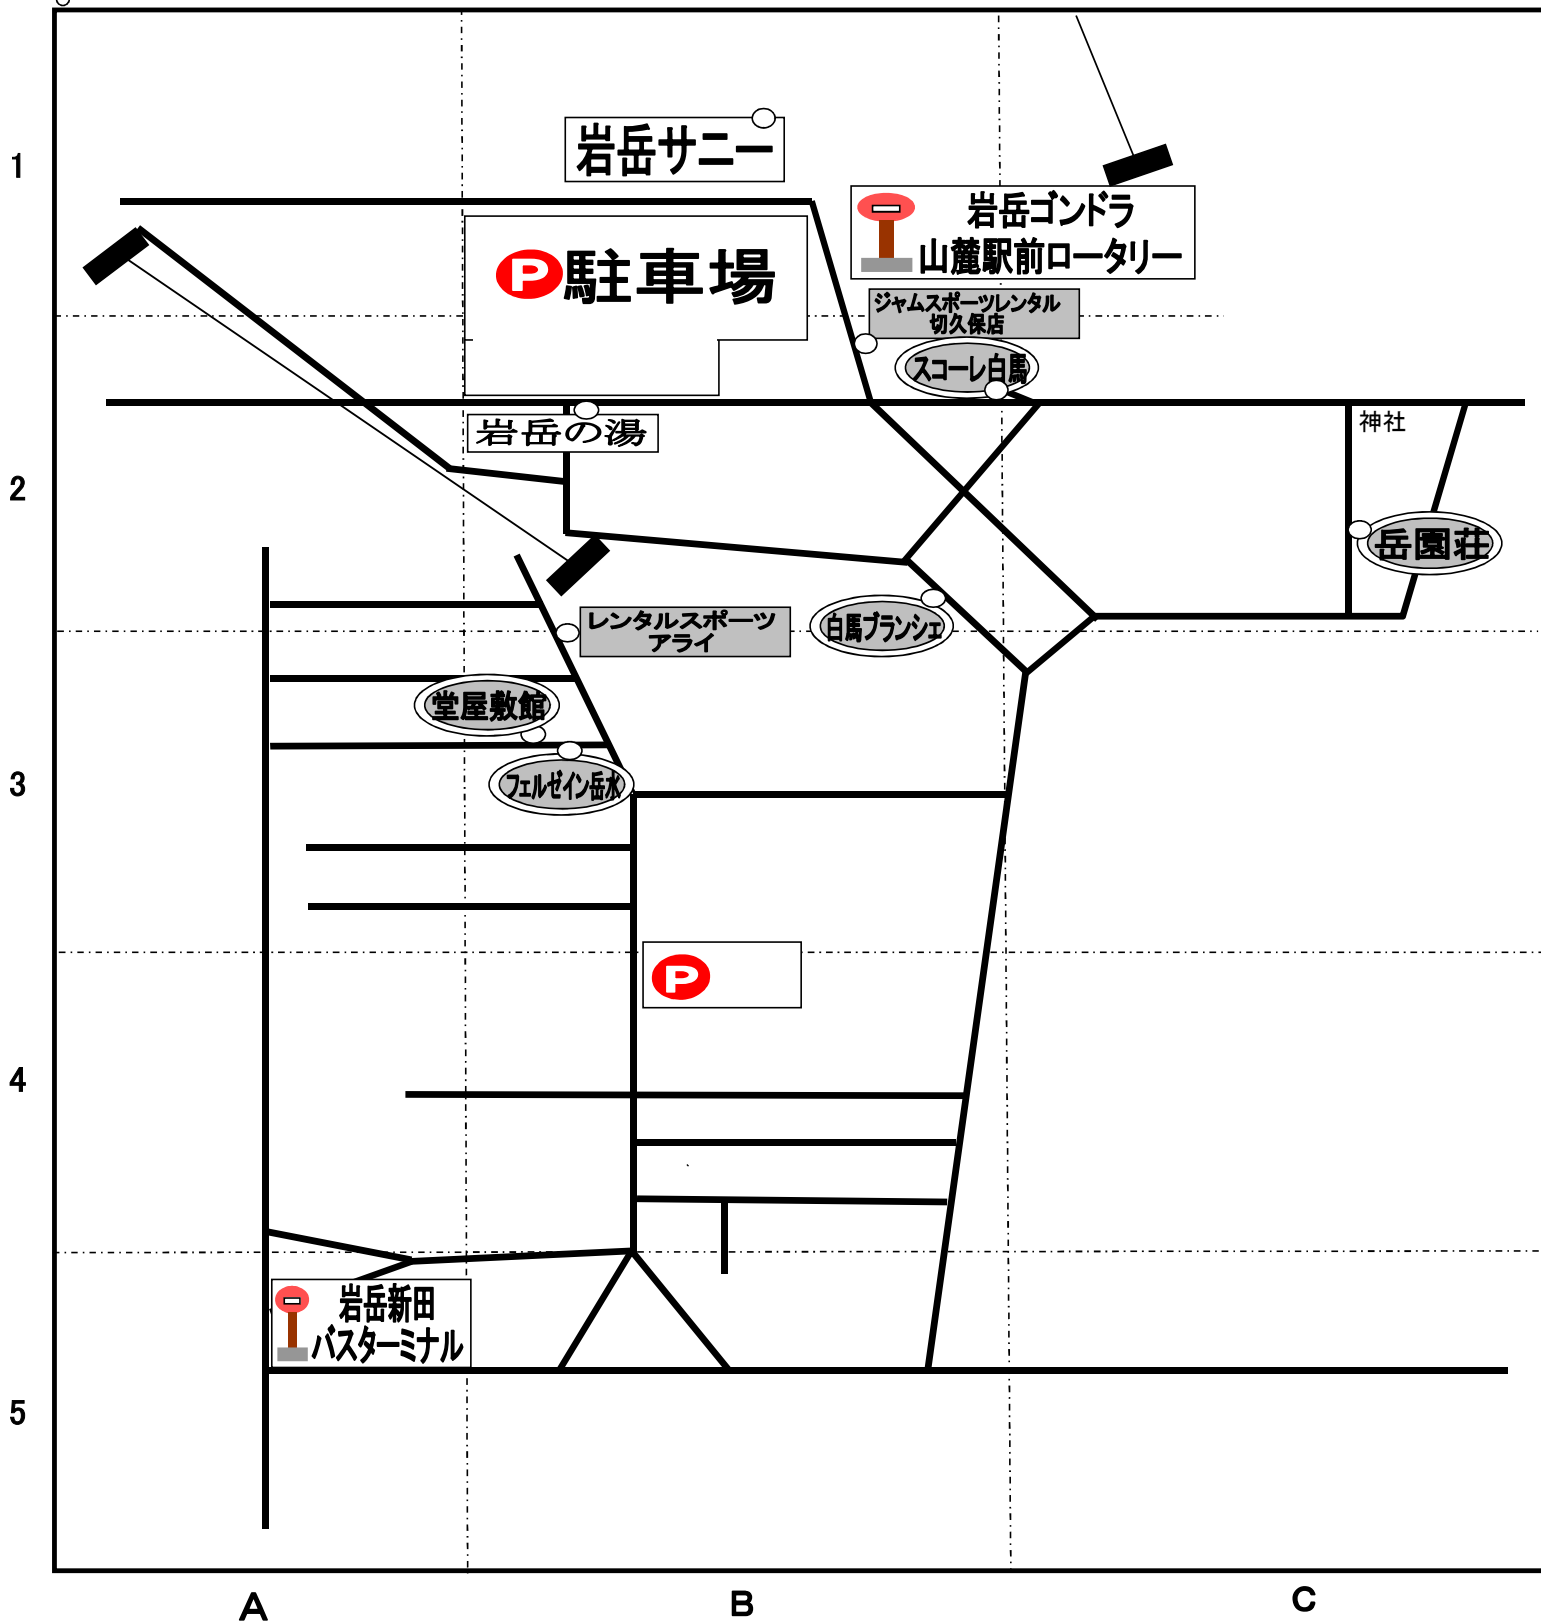 1
岩岳サニー
岩岳ゴンドラ
山麓駅前ロータリー
P駐車場
ジャムスポーツレンタル
切久保店
スコーレ白馬
岩岳の湯
神社
2
岳園荘
レンタルスポーツ
アライ
白馬ブランシェ
堂屋敷館
3
フェルゼイン岳水
P
4
岩岳新田
バスターミナル
5
A
B
C